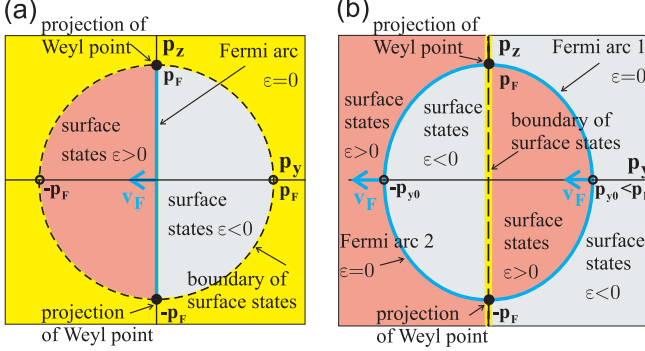 (a)
projection of
Weyl point
p_z
Fermi arc
ε=0
p_F
surface
states ε>0
p_y
-p_F
v_F
p_F
surface
states ε<0
boundary of
surface states
projection
of Weyl point
-p_F
(b)
projection of
Weyl point
p_z
Fermi arc 1
ε=0
p_F
surface
states
ε>0
surface
states
ε<0
boundary of
surface states
p_y
v_F
-p_y0
v_F
p_y0<p_F
Fermi arc 2
ε=0
surface
states
ε>0
surface
states
ε<0
projection
of Weyl point
-p_F